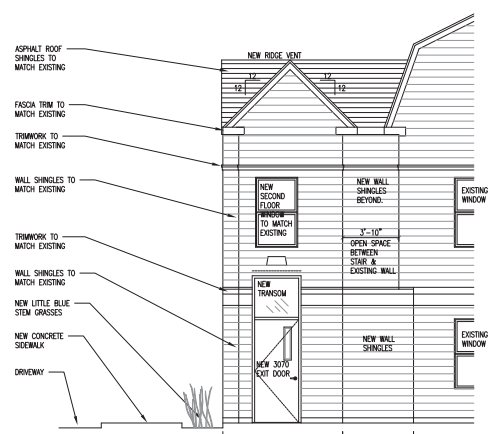 ASPHALT ROOF
SHINGLES TO
MATCH EXISTING
NEW RIDGE VENT
12
12
12
12
FASCIA TRIM TO
MATCH EXISTING
TRIMWORK TO
MATCH EXISTING
WALL SHINGLES TO
MATCH EXISTING
NEW
SECOND
FLOOR
WINDOW
TO MATCH
EXISTING
NEW WALL
SHINGLES
BEYOND.
EXISTING
WINDOW
3'-10"
OPEN SPACE
BETWEEN
STAIR &
EXISTING WALL
TRIMWORK TO
MATCH EXISTING
WALL SHINGLES TO
MATCH EXISTING
NEW
TRANSOM
NEW LITTLE BLUE
STEM GRASSES
NEW CONCRETE
SIDEWALK
NEW WALL
SHINGLES
EXISTING
WINDOW
NEW 3070
EXIT DOOR
DRIVEWAY